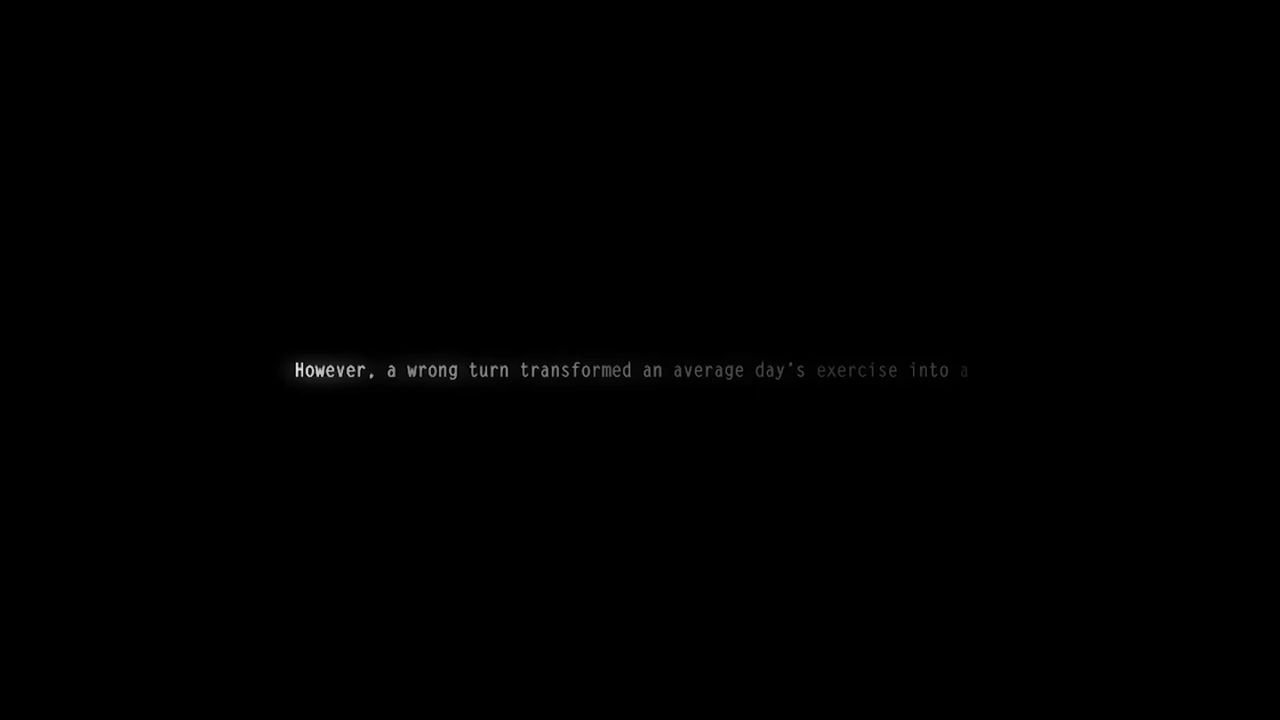 However, a wrong turn transformed an average day's exercise into a